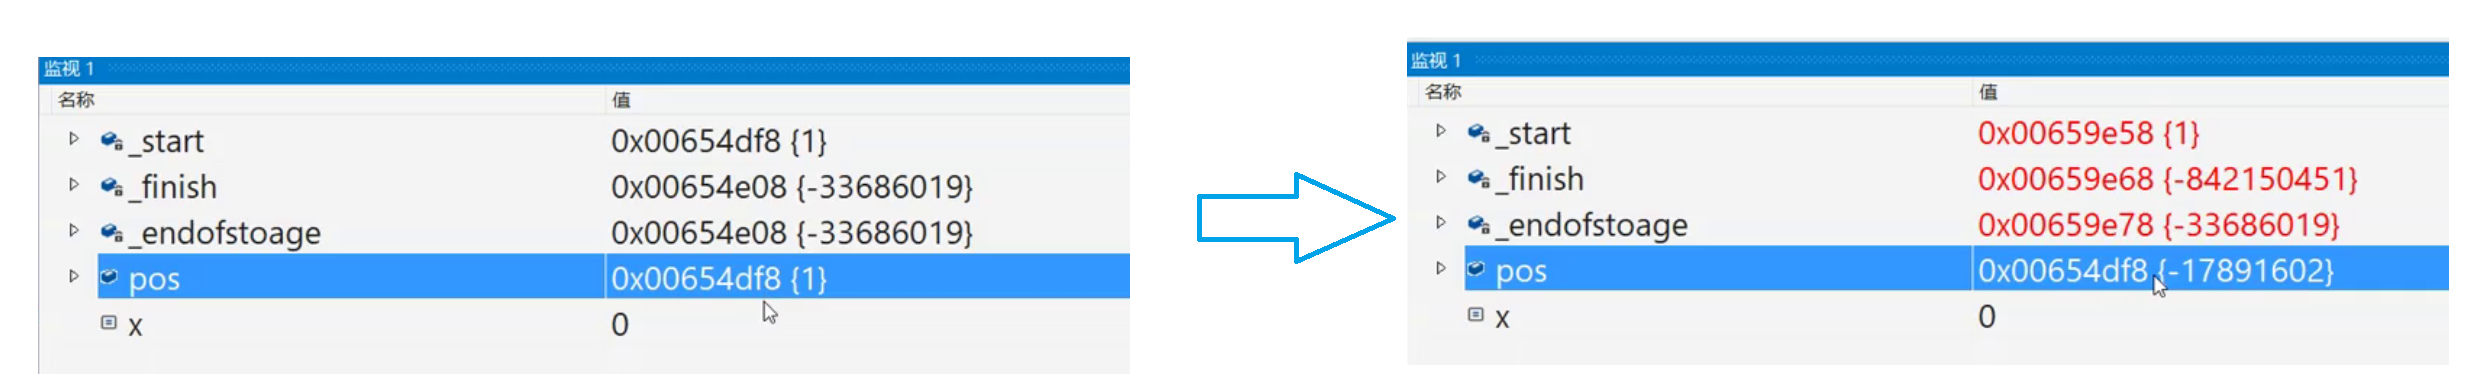 监视 1
名称 值
_start 0x00654df8 {1}
_finish 0x00654e08 {-33686019}
_endofstoage 0x00654e08 {-33686019}
pos 0x00654df8 {1}
x 0
监视 1
名称 值
_start 0x00659e58 {1}
_finish 0x00659e68 {-842150451}
_endofstoage 0x00659e78 {-33686019}
pos 0x00654df8 {-17891602}
x 0